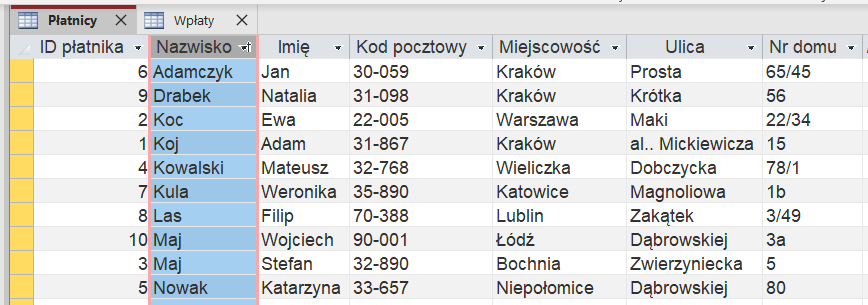 Płatnicy Wpłaty
ID płatnika Nazwisko Imię Kod pocztowy Miejscowość Ulica Nr domu
6 Adamczyk Jan 30-059 Kraków Prosta 65/45
9 Drabek Natalia 31-098 Kraków Krótka 56
2 Koc Ewa 22-005 Warszawa Maki 22/34
1 Koj Adam 31-867 Kraków al.. Mickiewicza 15
4 Kowalski Mateusz 32-768 Wieliczka Dobczycka 78/1
7 Kula Weronika 35-890 Katowice Magnoliowa 1b
8 Las Filip 70-388 Lublin Zakątek 3/49
10 Maj Wojciech 90-001 Łódź Dąbrowskiej 3a
3 Maj Stefan 32-890 Bochnia Zwierzyniecka 5
5 Nowak Katarzyna 33-657 Niepołomice Dąbrowskiej 80